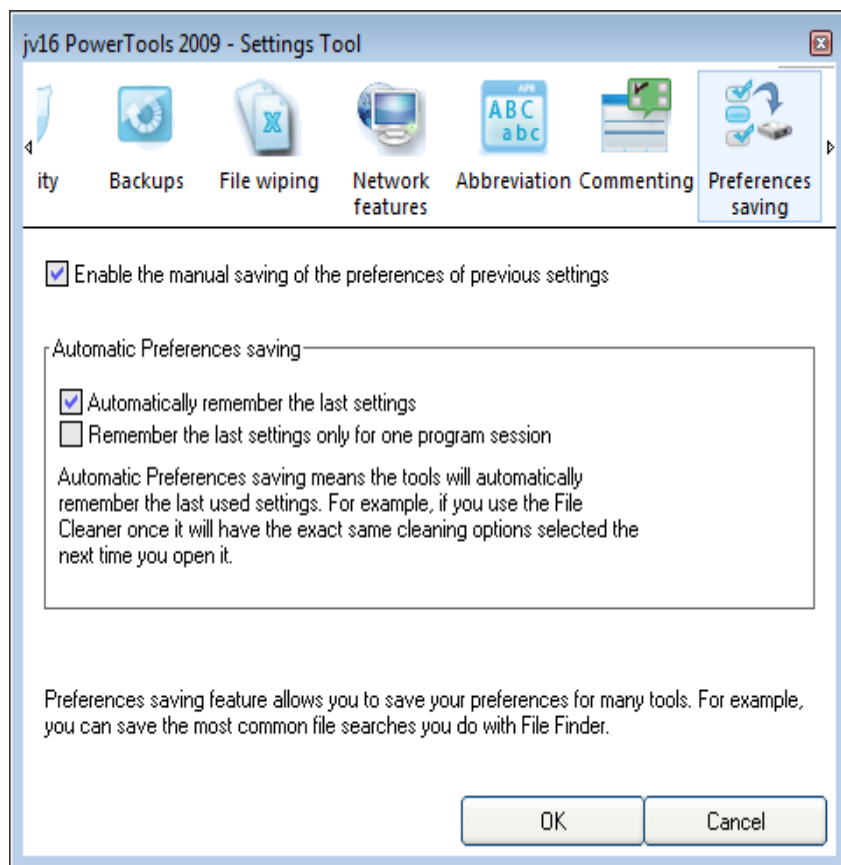 jv16 PowerTools 2009 - Settings Tool
ity
Backups
File wiping
Network
features
Abbreviation
Commenting
Preferences
saving
X
ABC
abc
Enable the manual saving of the preferences of previous settings
Automatic Preferences saving
Automatically remember the last settings
Remember the last settings only for one program session
Automatic Preferences saving means the tools will automatically
remember the last used settings. For example, if you use the File
Cleaner once it will have the exact same cleaning options selected the
next time you open it.
Preferences saving feature allows you to save your preferences for many tools. For example,
you can save the most common file searches you do with File Finder.
OK
Cancel